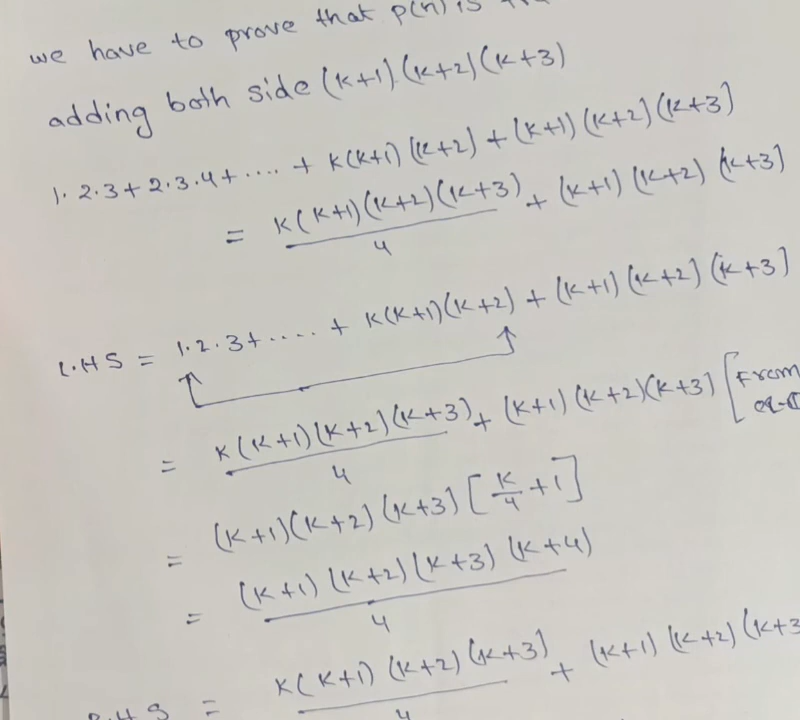 we have to prove that p(n) is
adding both side (k+1).(k+2)(k+3)
1.2.3+2.3.4+....+ k(k+1)(k+2)+(k+1)(k+2)(k+3)
= k(k+1)(k+2)(k+3)/4 + (k+1)(k+2)(k+3)
L.HS = 1.2.3+.....+ k(k+1)(k+2)+(k+1)(k+2)(k+3)
= k(k+1)(k+2)(k+3)/4 + (k+1)(k+2)(k+3) [From
= (k+1)(k+2)(k+3)[k/4+1]
= (k+1)(k+2)(k+3)(k+4)/4
R.H.S = k(k+1)(k+2)(k+3)/4 + (k+1)(k+2)(k+3